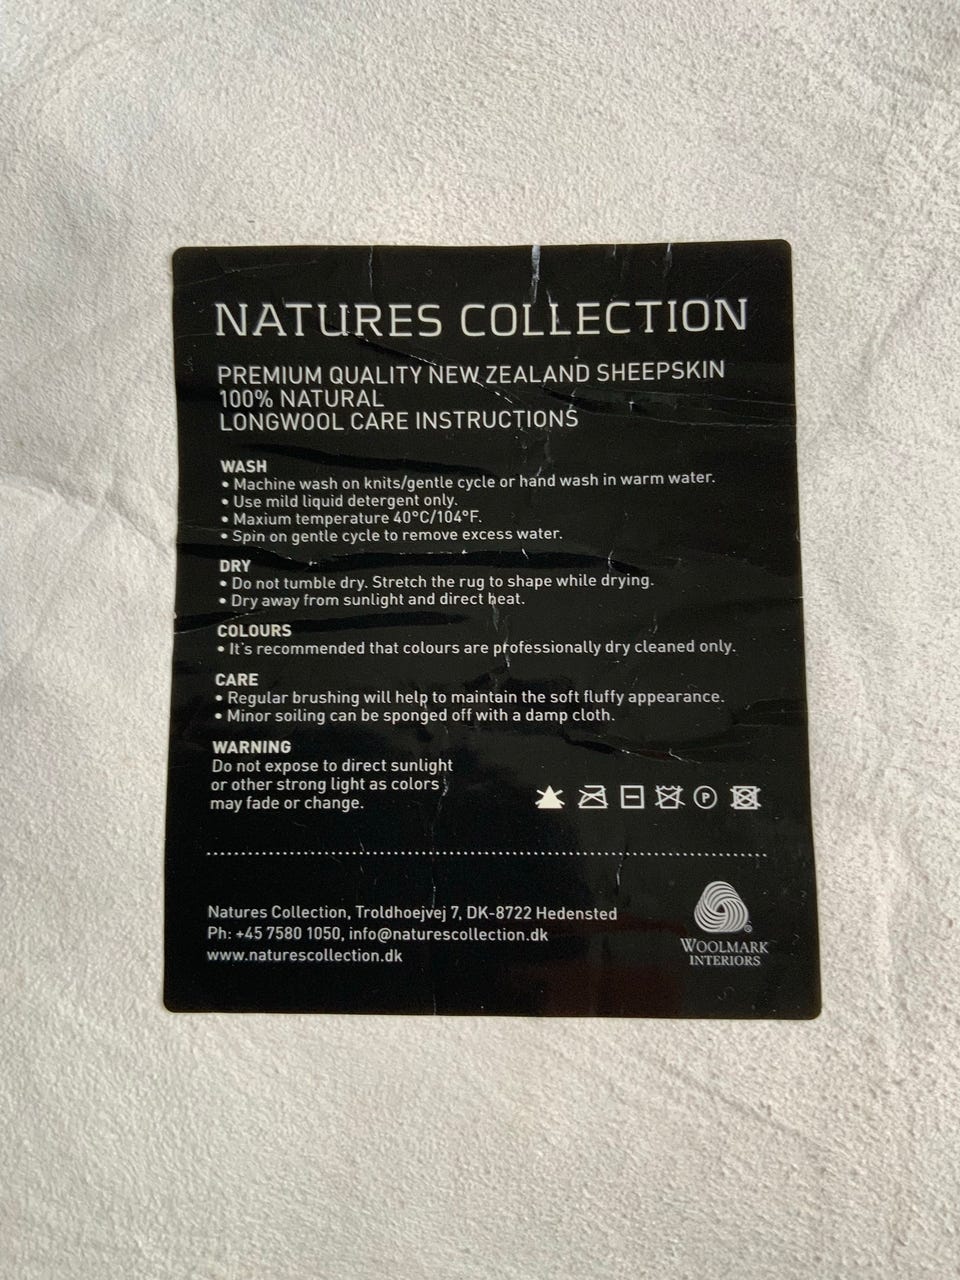 NATURES COLLECTION
PREMIUM QUALITY NEW ZEALAND SHEEPSKIN
100% NATURAL
LONGWOOL CARE INSTRUCTIONS
WASH
• Machine wash on knits/gentle cycle or hand wash in warm water.
• Use mild liquid detergent only.
• Maxium temperature 40°C/104°F.
• Spin on gentle cycle to remove excess water.
DRY
• Do not tumble dry. Stretch the rug to shape while drying.
• Dry away from sunlight and direct heat.
COLOURS
• It's recommended that colours are professionally dry cleaned only.
CARE
• Regular brushing will help to maintain the soft fluffy appearance.
• Minor soiling can be sponged off with a damp cloth.
WARNING
Do not expose to direct sunlight
or other strong light as colors
may fade or change.
P
Natures Collection, Troldhoejvej 7, DK-8722 Hedensted
Ph: +45 7580 1050, info@naturescollection.dk
www.naturescollection.dk
WOOLMARK
INTERIORS